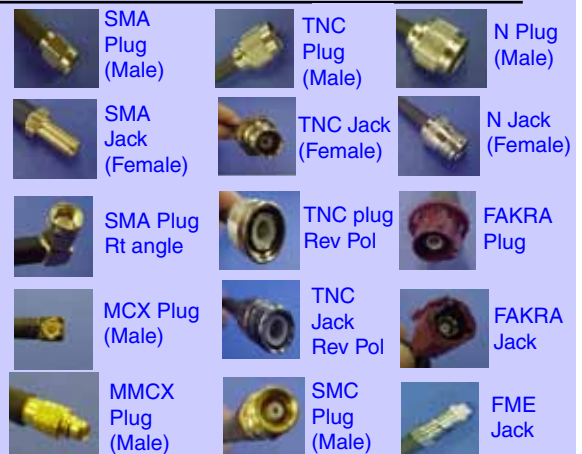 SMA
Plug
(Male)
TNC
Plug
(Male)
N Plug
(Male)
SMA
Jack
(Female)
TNC Jack
(Female)
N Jack
(Female)
SMA Plug
Rt angle
TNC plug
Rev Pol
FAKRA
Plug
MCX Plug
(Male)
TNC
Jack
Rev Pol
FAKRA
Jack
MMCX
Plug
(Male)
SMC
Plug
(Male)
FME
Jack